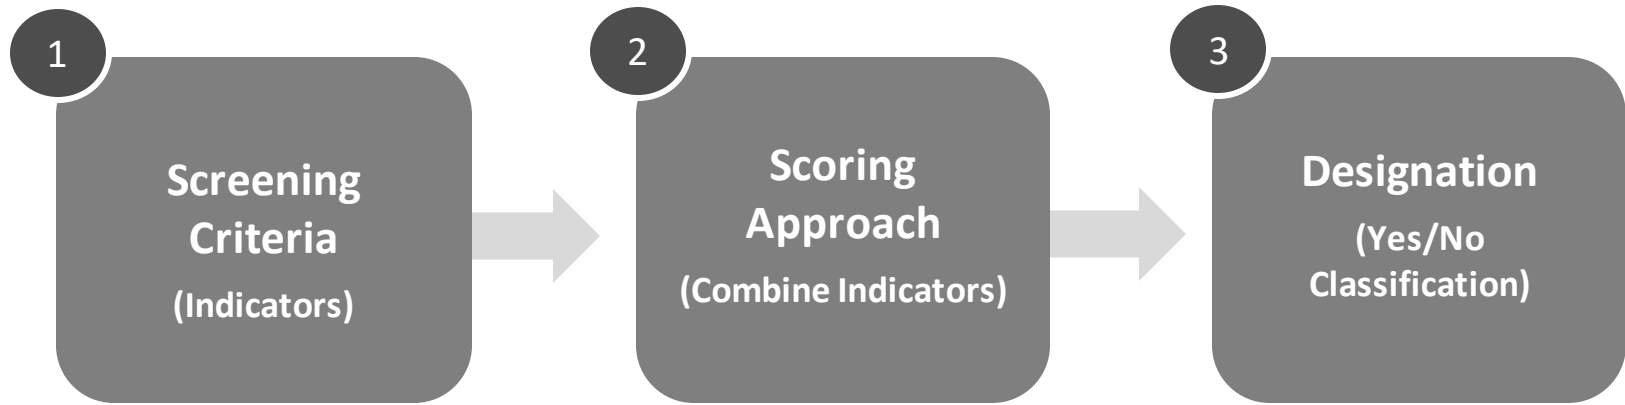 1
Screening
Criteria
(Indicators)
2
Scoring
Approach
(Combine Indicators)
3
Designation
(Yes/No
Classification)